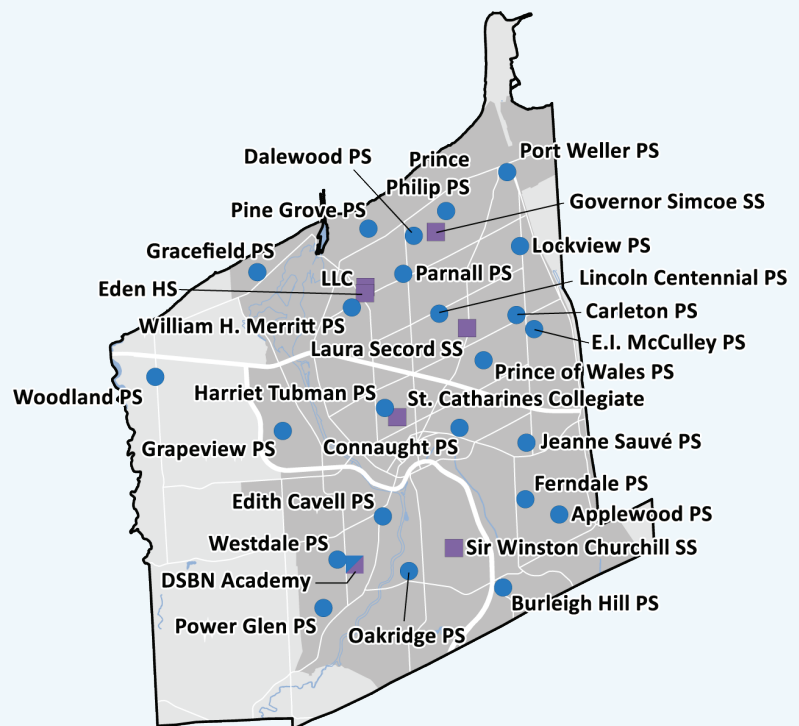 Port Weller PS
Dalewood PS
Prince
Philip PS
Governor Simcoe SS
Pine Grove PS
Lockview PS
Gracefield PS
Parnall PS
LLC
Lincoln Centennial PS
Eden HS
Carleton PS
William H. Merritt PS
E.I. McCulley PS
Laura Secord SS
Prince of Wales PS
Woodland PS
Harriet Tubman PS
St. Catharines Collegiate
Grapeview PS
Connaught PS
Jeanne Sauvé PS
Ferndale PS
Edith Cavell PS
Applewood PS
Westdale PS
Sir Winston Churchill SS
DSBN Academy
Burleigh Hill PS
Power Glen PS
Oakridge PS